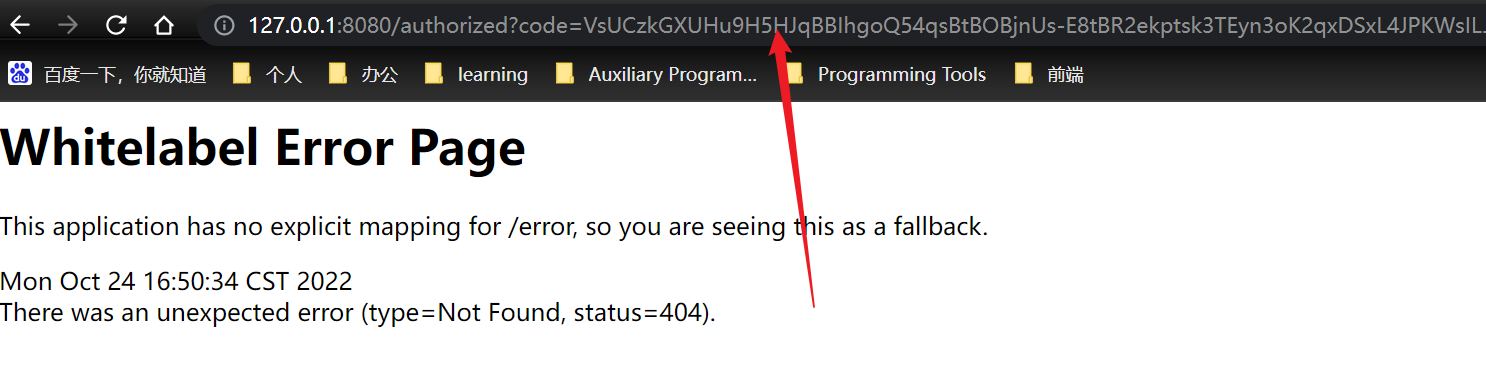 127.0.0.1:8080/authorized?code=VsUCzkGXUHu9H5HJqBBIhgoQ54qsBtBOBjnUs-E8tBR2ekptsk3TEyn3oK2qxDSxL4JPKWsIL.
du 百度一下，你就知道 个人 办公 learning Auxiliary Program... Programming Tools 前端
Whitelabel Error Page
This application has no explicit mapping for /error, so you are seeing this as a fallback.
Mon Oct 24 16:50:34 CST 2022
There was an unexpected error (type=Not Found, status=404).